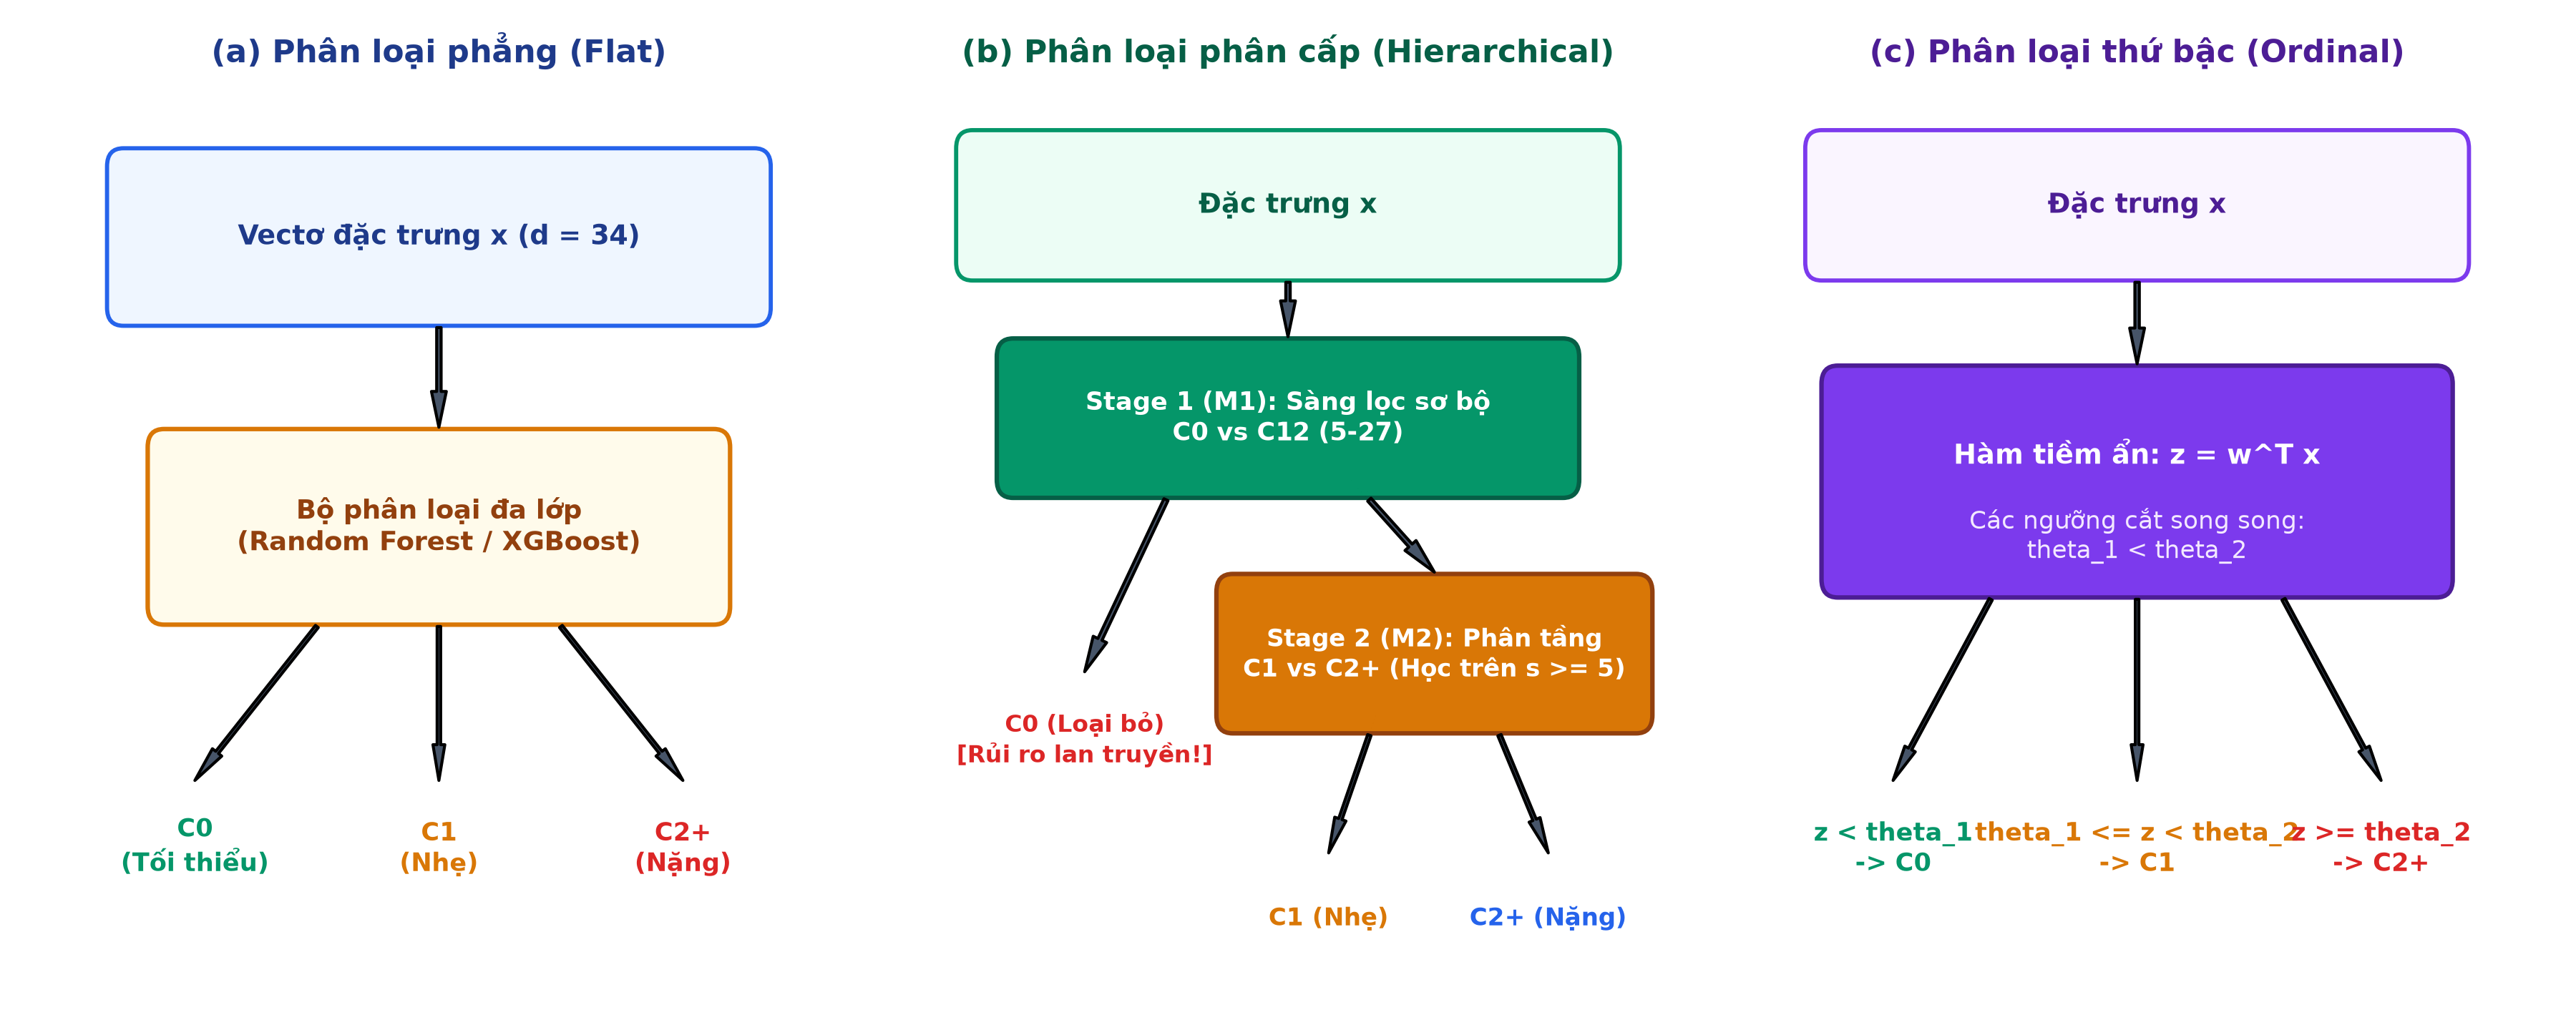 (a) Phân loại phẳng (Flat)
Vectơ đặc trưng x (d = 34)
Bộ phân loại đa lớp
(Random Forest / XGBoost)
C0
(Tối thiểu)
C1
(Nhẹ)
C2+
(Nặng)
(b) Phân loại phân cấp (Hierarchical)
Đặc trưng x
Stage 1 (M1): Sàng lọc sơ bộ
C0 vs C12 (5-27)
Stage 2 (M2): Phân tầng
C1 vs C2+ (Học trên s >= 5)
C0 (Loại bỏ)
[Rủi ro lan truyền!]
C1 (Nhẹ)
C2+ (Nặng)
(c) Phân loại thứ bậc (Ordinal)
Đặc trưng x
Hàm tiềm ẩn: z = w^T x
Các ngưỡng cắt song song:
theta_1 < theta_2
z < theta_1
-> C0
theta_1 <= z < theta_2
-> C1
z >= theta_2
-> C2+